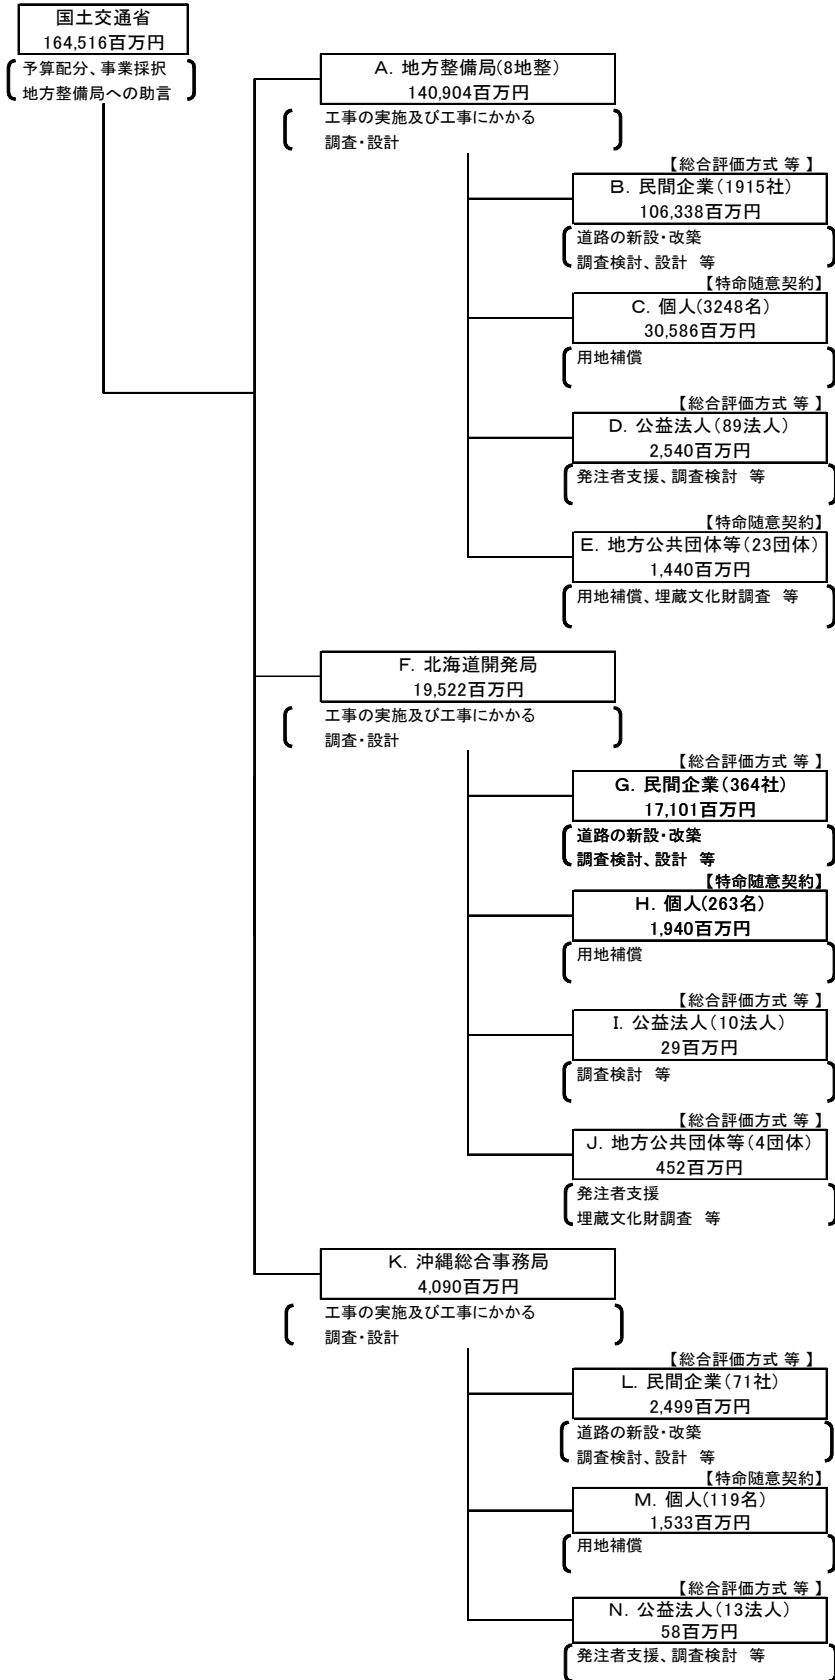 国土交通省
164,516百万円
予算配分、事業採択
地方整備局への助言
A. 地方整備局(8地整)
140,904百万円
工事の実施及び工事にかかる
調査・設計
【総合評価方式 等 】
B. 民間企業(1915社)
106,338百万円
道路の新設・改築
調査検討、設計 等
【特命随意契約】
C. 個人(3248名)
30,586百万円
用地補償
【総合評価方式 等 】
D. 公益法人(89法人)
2,540百万円
発注者支援、調査検討 等
【特命随意契約】
E. 地方公共団体等(23団体)
1,440百万円
用地補償、埋蔵文化財調査 等
F. 北海道開発局
19,522百万円
工事の実施及び工事にかかる
調査・設計
【総合評価方式 等 】
G. 民間企業(364社)
17,101百万円
道路の新設・改築
調査検討、設計 等
【特命随意契約】
H. 個人(263名)
1,940百万円
用地補償
【総合評価方式 等 】
I. 公益法人(10法人)
29百万円
調査検討 等
【総合評価方式 等 】
J. 地方公共団体等(4団体)
452百万円
発注者支援
埋蔵文化財調査 等
K. 沖縄総合事務局
4,090百万円
工事の実施及び工事にかかる
調査・設計
【総合評価方式 等 】
L. 民間企業(71社)
2,499百万円
道路の新設・改築
調査検討、設計 等
【特命随意契約】
M. 個人(119名)
1,533百万円
用地補償
【総合評価方式 等 】
N. 公益法人(13法人)
58百万円
発注者支援、調査検討 等